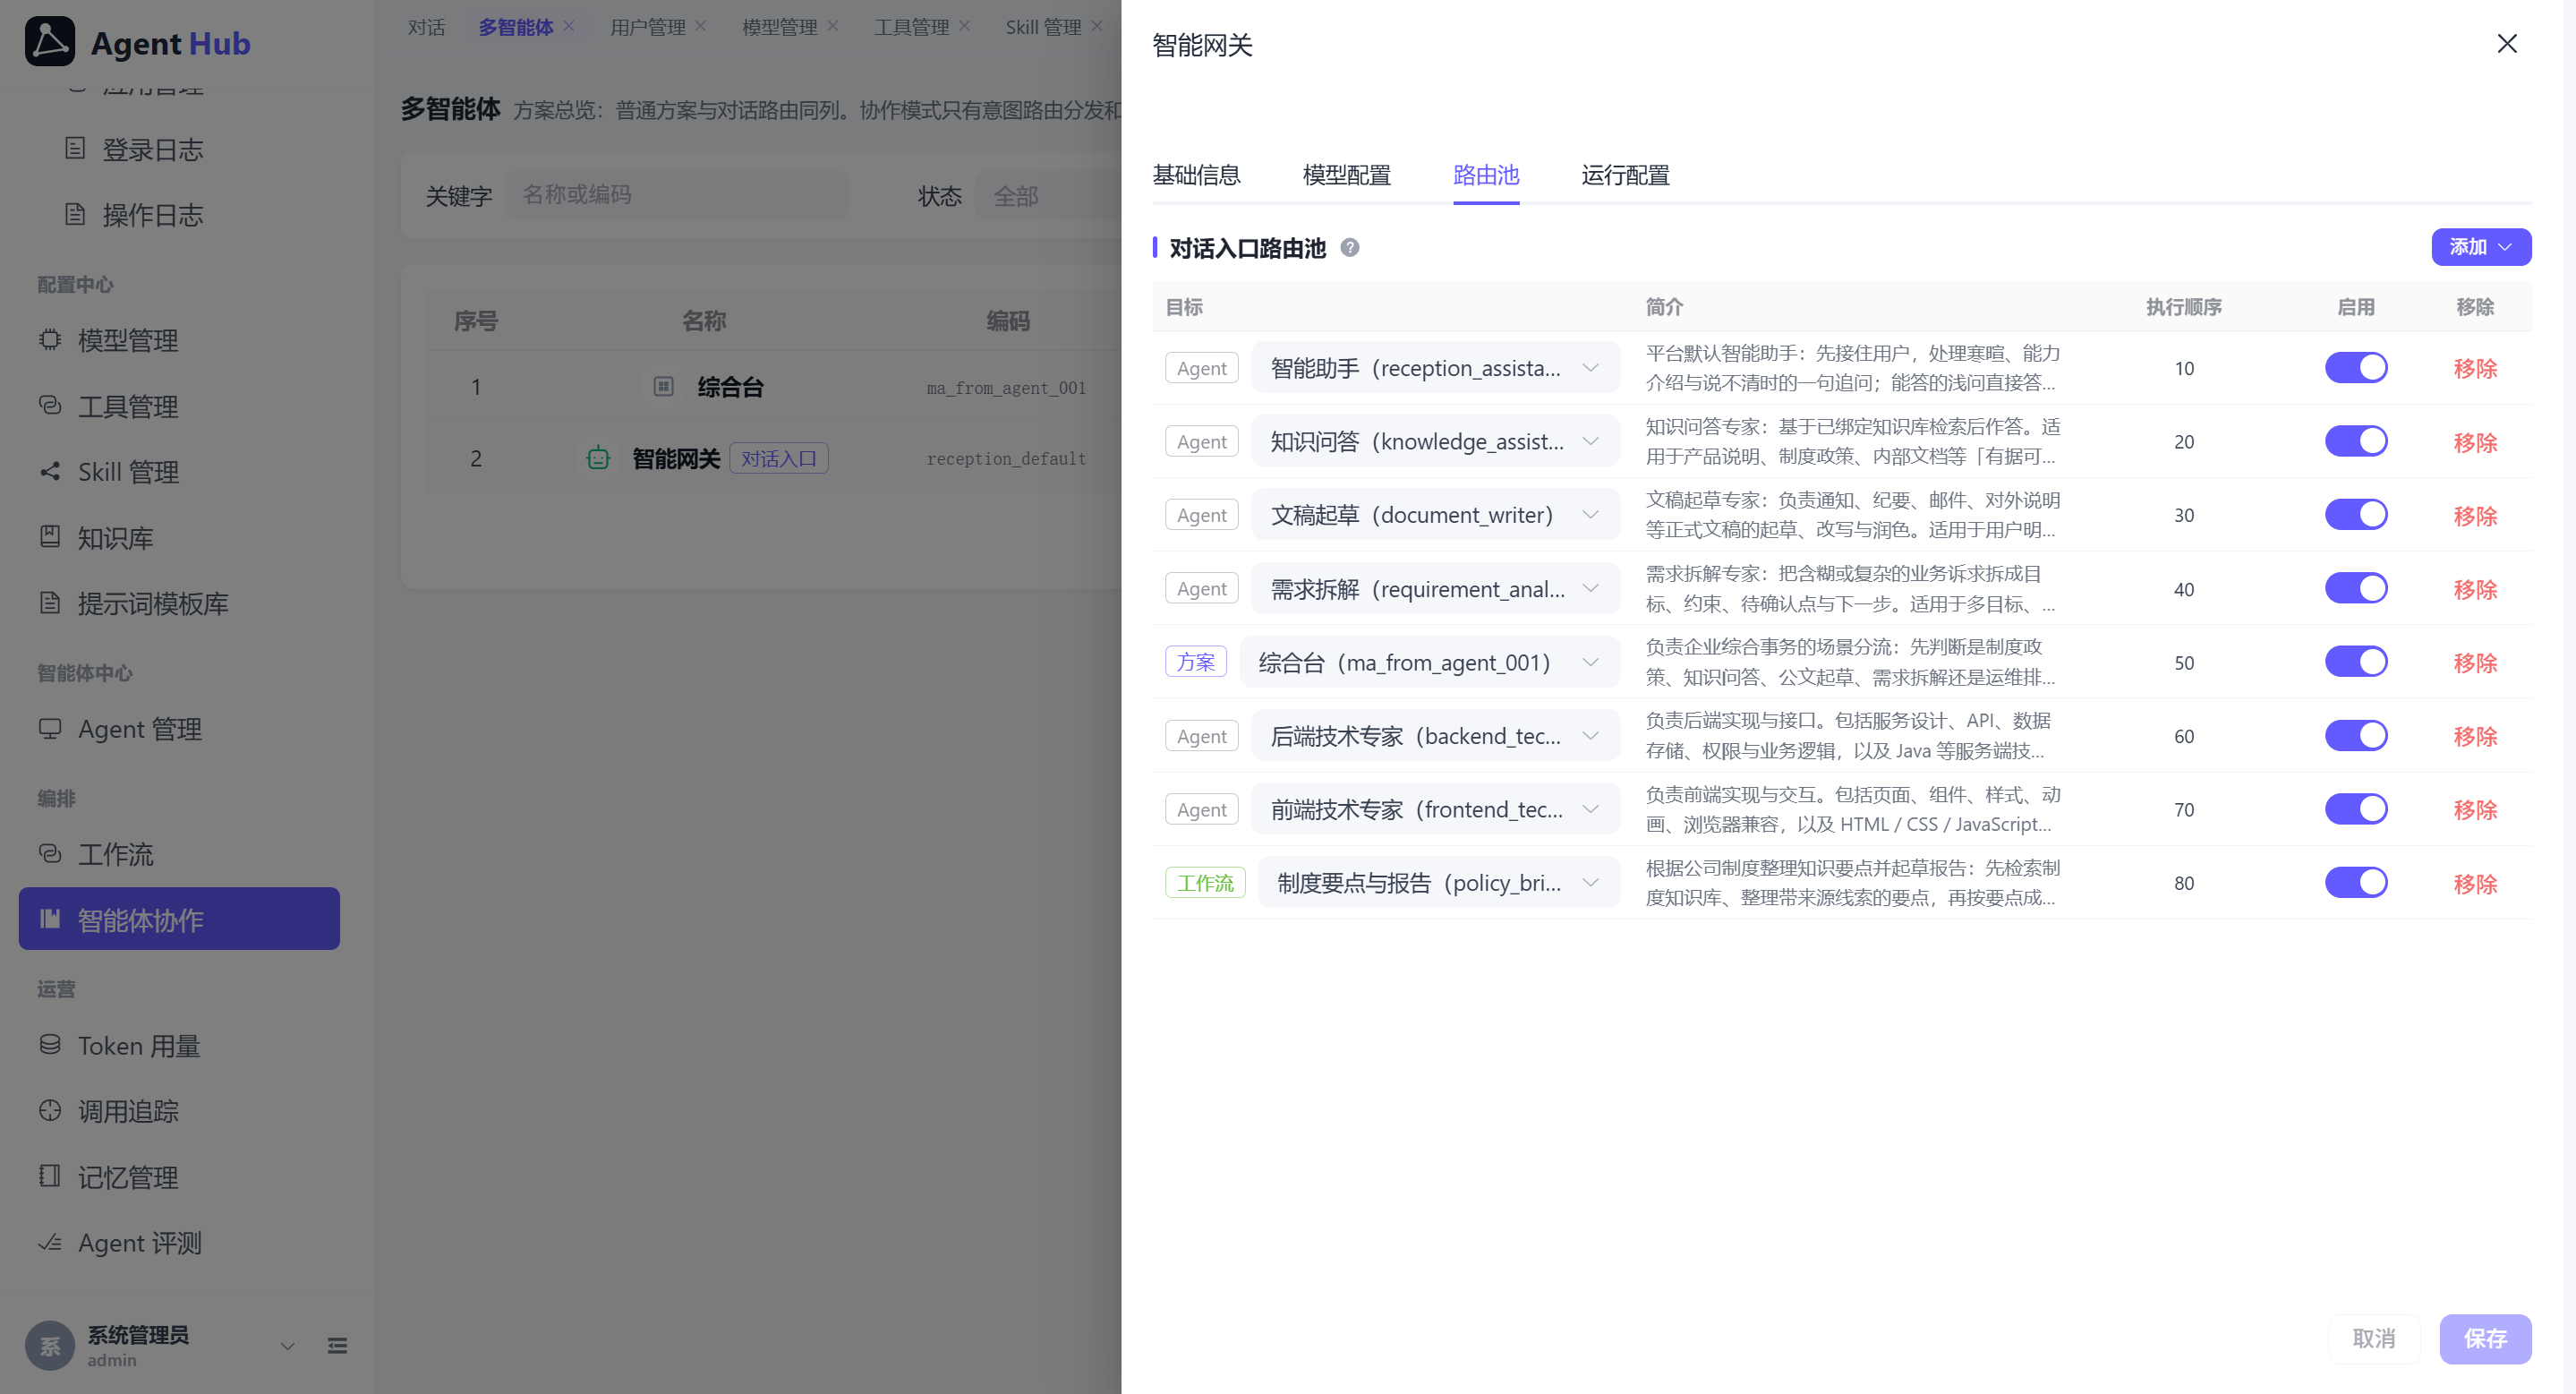 Agent Hub
应用管理
登录日志
操作日志
配置中心
模型管理
工具管理
Skill 管理
知识库
提示词模板库
智能体中心
Agent 管理
编排
工作流
智能体协作
运营
Token 用量
调用追踪
记忆管理
Agent 评测
系
系统管理员
admin
对话
多智能体
用户管理
模型管理
工具管理
Skill 管理
多智能体 方案总览：普通方案与对话路由同列。协作模式只有意图路由分发和
关键字 名称或编码 状态 全部
序号 名称 编码
1 综合台 ma_from_agent_001
2 智能网关 对话入口 reception_default
智能网关
基础信息 模型配置 路由池 运行配置
对话入口路由池 ?
添加
目标 简介 执行顺序 启用 移除
Agent 智能助手（reception_assista... 10 移除
平台默认智能助手：先接住用户，处理寒暄、能力
介绍与说不清时的一句追问；能答的浅问直接答...
Agent 知识问答（knowledge_assist... 20 移除
知识问答专家：基于已绑定知识库检索后作答。适
用于产品说明、制度政策、内部文档等「有据可...
Agent 文稿起草（document_writer） 30 移除
文稿起草专家：负责通知、纪要、邮件、对外说明
等正式文稿的起草、改写与润色。适用于用户明...
Agent 需求拆解（requirement_anal... 40 移除
需求拆解专家：把含糊或复杂的业务诉求拆成目
标、约束、待确认点与下一步。适用于多目标、...
方案 综合台（ma_from_agent_001） 50 移除
负责企业综合事务的场景分流：先判断是制度政
策、知识问答、公文起草、需求拆解还是运维排...
Agent 后端技术专家（backend_tec... 60 移除
负责后端实现与接口。包括服务设计、API、数据
存储、权限与业务逻辑，以及 Java 等服务端技...
Agent 前端技术专家（frontend_tec... 70 移除
负责前端实现与交互。包括页面、组件、样式、动
画、浏览器兼容，以及 HTML / CSS / JavaScript...
工作流 制度要点与报告（policy_bri... 80 移除
根据公司制度整理知识要点并起草报告：先检索制
度知识库、整理带来源线索的要点，再按要点成...
取消 保存